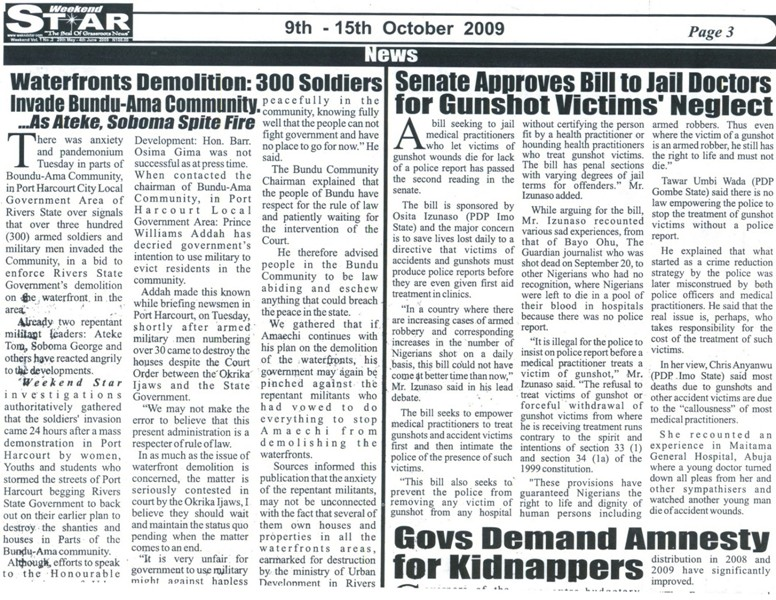 Weekend
STAR
"The Best Of Grassroots News"
9th - 15th October 2009
Page 3
News
Waterfronts Demolition: 300 Soldiers
Invade Bundu-Ama Community
...As Ateke, Soboma Spite Fire
There was anxiety
and pandemonium
Tuesday in parts of
Boundu-Ama Community,
in Port Harcourt City Local
Government Area of
Rivers State over signals
that over three hundred
(300) armed soldiers and
military men invaded the
Community, in a bid to
enforce Rivers State
Government's demolition
on the waterfront in the
area.
Already two repentant
militant leaders: Ateke
Tom, Soboma George and
others have reacted angrily
to the developments.
Weekend Star
investigations
authoritatively gathered
that the soldiers' invasion
came 24 hours after a mass
demonstration in Port
Harcourt by women,
Youths and students who
stormed the streets of Port
Harcourt begging Rivers
State Government to back
out on their earlier plan to
destroy the shanties and
houses in Parts of the
Bundu-Ama community.
Although, efforts to speak
to the Honourable
Development: Hon. Barr.
Osima Gima was not
successful as at press time.
When contacted the
chairman of Bundu-Ama
Community, in Port
Harcourt Local
Government Area: Prince
Williams Addah has
decried government's
intention to use military to
evict residents in the
community.
Addah made this known
while briefing newsmen in
Port Harcourt, on Tuesday,
shortly after armed
military men numbering
over 30 came to destroy the
houses despite the Court
Order between the Okrika
Ijaws and the State
Government.
"We may not make the
error to believe that this
present administration is a
respecter of rule of law.
In as much as the issue of
waterfront demolition is
concerned, the matter is
seriously contested in
court by the Okrika Ijaws, I
believe they should wait
and maintain the status quo
pending when the matter
comes to an end.
"It is very unfair for
government to use military
might against hapless
peacefully in the
community, knowing fully
well that the people can not
fight government and have
no place to go for now." He
said.
The Bundu Community
Chairman explained that
the people of Bundu have
respect for the rule of law
and patiently waiting for
the intervention of the
Court.
He therefore advised
people in the Bundu
Community to be law
abiding and eschew
anything that could breach
the peace in the state.
We gathered that if
Amaechi continues with
his plan on the demolition
of the waterfronts, his
government may again be
pinched against the
repentant militants who
had vowed to do
everything to stop
Amaechi from
demolishing the
waterfronts.
Sources informed this
publication that the anxiety
of the repentant militants,
may not be unconnected
with the fact that several of
them own houses and
properties in all the
waterfronts areas,
earmarked for destruction
by the ministry of Urban
Development in Rivers
Senate Approves Bill to Jail Doctors
for Gunshot Victims' Neglect
A bill seeking to jail
medical practitioners
who let victims of
gunshot wounds die for lack
of a police report has passed
the second reading in the
senate.
The bill is sponsored by
Osita Izunaso (PDP Imo
State) and the major concern
is to save lives lost daily to a
directive that victims of
accidents and gunshots must
produce police reports before
they are even given first aid
treatment in clinics.
"In a country where there
are increasing cases of armed
robbery and corresponding
increases in the number of
Nigerians shot on a daily
basis, this bill could not have
come at better time than now,"
Mr. Izunaso said in his lead
debate.
The bill seeks to empower
medical practitioners to treat
gunshots and accident victims
first and then intimate the
police of the presence of such
victims.
"This bill also seeks to
prevent the police from
removing any victim of
gunshot from any hospital
without certifying the person
fit by a health practitioner or
hounding health practitioners
who treat gunshot victims.
The bill has penal sections
with varying degrees of jail
terms for offenders." Mr.
Izunaso added.
While arguing for the bill,
Mr. Izunaso recounted
various sad experiences, from
that of Bayo Ohu, The
Guardian journalist who was
shot dead on September 20, to
other Nigerians who had no
recognition, where Nigerians
were left to die in a pool of
their blood in hospitals
because there was no police
report.
"It is illegal for the police to
insist on police report before a
medical practitioner treats a
victim of gunshot," Mr.
Izunaso said. "The refusal to
treat victims of gunshot or
forceful withdrawal of
gunshot victims from where
he is receiving treatment runs
contrary to the spirit and
intentions of section 33 (1)
and section 34 (1a) of the
1999 constitution.
"These provisions have
guaranteed Nigerians the
right to life and dignity of
human persons including
armed robbers. Thus even
where the victim of a gunshot
is an armed robber, he still has
the right to life and must not
die."
Tawar Umbi Wada (PDP
Gombe State) said there is no
law empowering the police to
stop the treatment of gunshot
victims without a police
report.
He explained that what
started as a crime reduction
strategy by the police was
later misconstrued by both
police officers and medical
practitioners. He said that the
real issue is, perhaps, who
takes responsibility for the
cost of the treatment of such
victims.
In her view, Chris Anyanwu
(PDP Imo State) said most
deaths due to gunshots and
other accident victims are due
to the "callousness" of most
medical practitioners.
She recounted an
experience in Maitama
General Hospital, Abuja
where a young doctor turned
down all pleas from her and
other sympathisers and
watched another young man
die of accident wounds.
Govs Demand Amnesty
for Kidnappers
distribution in 2008 and
2009 have significantly
improved.